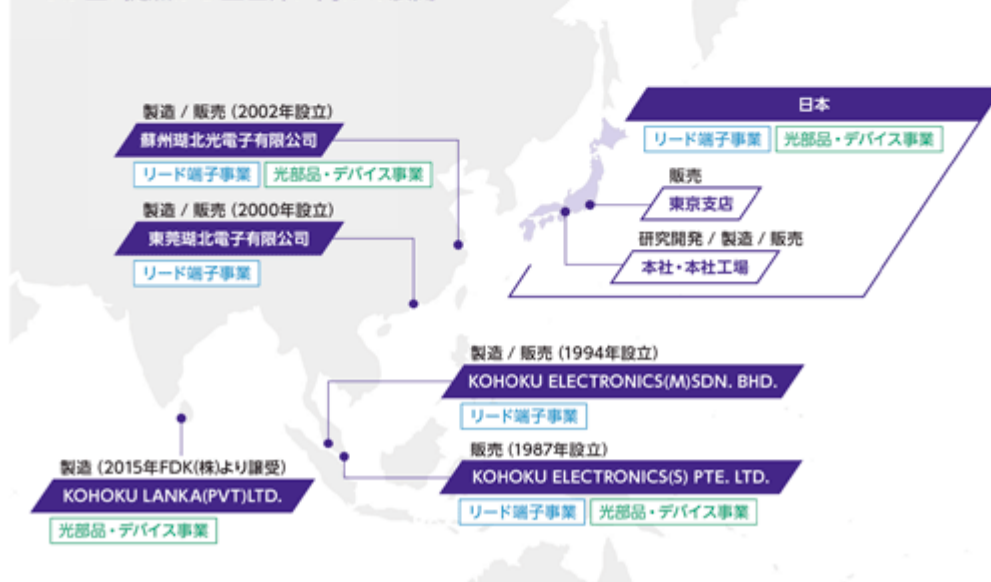 製造 / 販売 (2002年設立)
蘇州瑚北光電子有限公司
リード端子事業 光部品・デバイス事業
製造 / 販売 (2000年設立)
東莞瑚北電子有限公司
リード端子事業
日本
リード端子事業 光部品・デバイス事業
販売
東京支店
研究開発 / 製造 / 販売
本社・本社工場
製造 / 販売 (1994年設立)
KOHOKU ELECTRONICS(M)SDN. BHD.
リード端子事業
販売 (1987年設立)
KOHOKU ELECTRONICS(S) PTE. LTD.
リード端子事業 光部品・デバイス事業
製造 (2015年FDK(株)より譲受)
KOHOKU LANKA(PVT)LTD.
光部品・デバイス事業